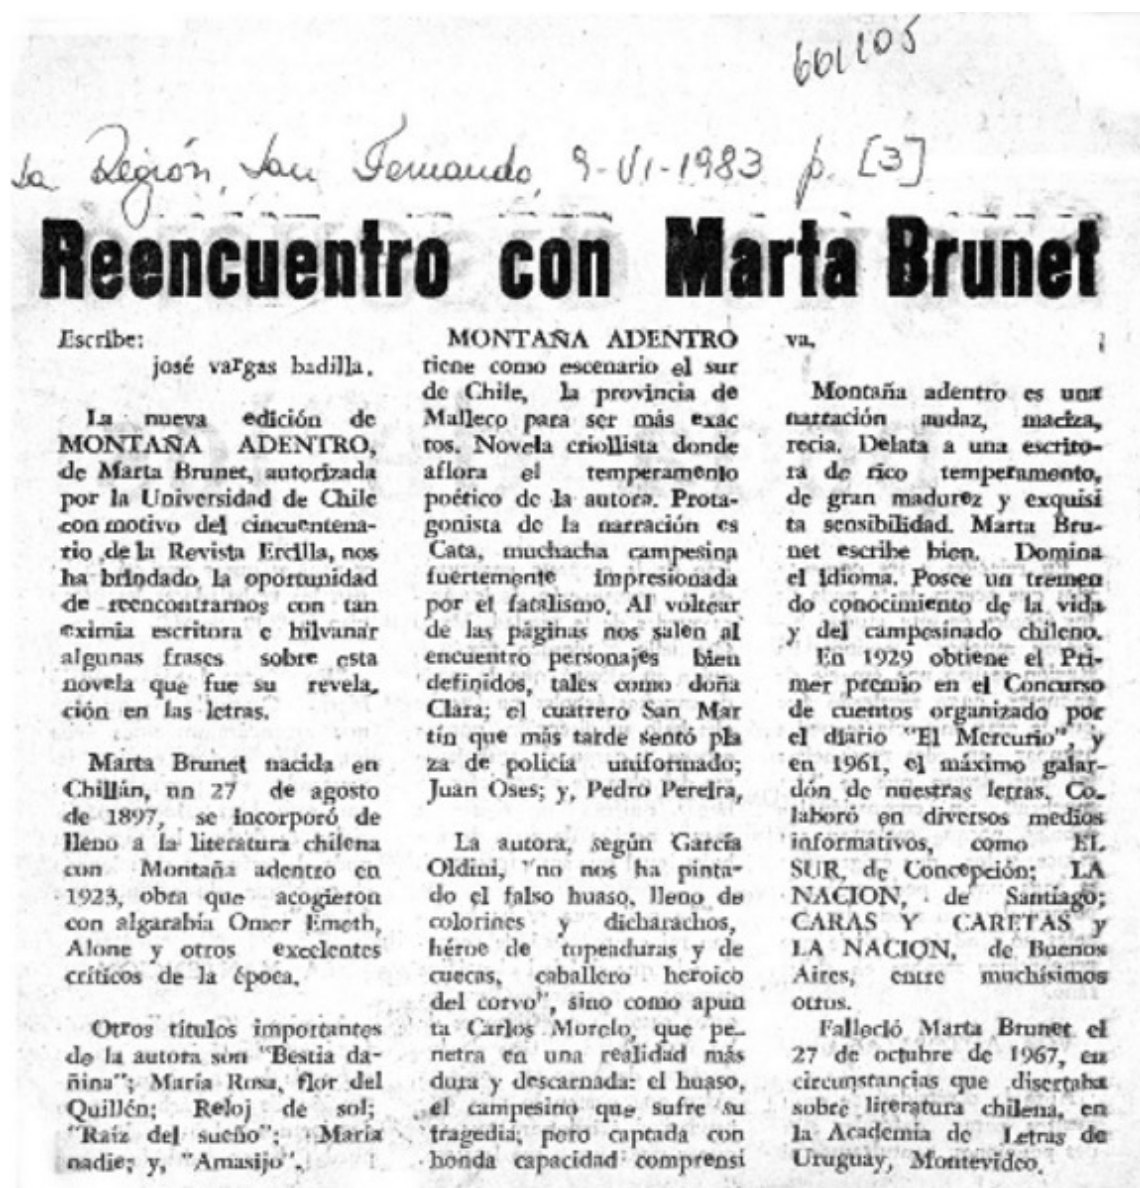 601105
La Región, San Fernando, 9-VI-1983 p. [3]
Reencuentro con Marta Brunet
Escribe:
josé vargas badilla.
La nueva edición de
MONTAÑA ADENTRO,
de Marta Brunet, autorizada
por la Universidad de Chile
con motivo del cincuentena-
rio de la Revista Ercilla, nos
ha brindado la oportunidad
de reencontrarnos con tan
eximia escritora e hilvanar
algunas frases sobre esta
novela que fue su revela,
ción en las letras.
Marta Brunet nacida en
Chillán, un 27 de agosto
de 1897, se incorporó de
lleno a la literatura chilena
con Montaña adentro en
1923, obra que acogieron
con algarabía Omer Emeth,
Alone y otros excelentes
críticos de la época.
Otros títulos importantes
de la autora son "Bestia da-
ñina"; María Rosa, flor del
Quillén; Reloj de sol;
"Raíz del sueño"; María
nadie; y, "Amasijo".
MONTAÑA ADENTRO
tiene como escenario el sur
de Chile, la provincia de
Malleco para ser más exac
tos. Novela criollista donde
aflora el temperamento
poético de la autora. Prota-
gonista de la narración es
Cata, muchacha campesina
fuertemente impresionada
por el fatalismo. Al voltear
de las páginas nos salen al
encuentro personajes bien
definidos, tales como doña
Clara; el cuatrero San Mar
tín que más tarde sentó pla
za de policía uniformado;
Juan Oses; y, Pedro Pereira,
La autora, según García
Oldini, "no nos ha pinta-
do el falso huaso, lleno de
colorines y dicharachos,
héroe de topeaduras y de
cuecas, caballero heroico
del corvo", sino como apun
ta Carlos Morelo, que pe-
netra en una realidad más
dura y descarnada: el huaso,
el campesino que sufre su
tragedia; pero captada con
honda capacidad comprensi
va.
Montaña adentro es una
narración audaz, maciza,
recia. Delata a una escrito-
ra de rico temperamento,
de gran madurez y exquisi
ta sensibilidad. Marta Bru-
net escribe bien. Domina
el idioma. Posee un tremen
do conocimiento de la vida
y del campesinado chileno.
En 1929 obtiene el Pri-
mer premio en el Concurso
de cuentos organizado por
el diario "El Mercurio", y
en 1961, el máximo galar-
dón de nuestras letras. Co-
laboró en diversos medios
informativos, como EL
SUR, de Concepción; LA
NACION, de Santiago;
CARAS Y CARETAS y
LA NACION, de Buenos
Aires, entre muchísimos
otros.
Falleció Marta Brunet el
27 de octubre de 1967, en
circunstancias que disertaba
sobre literatura chilena, en
la Academia de Letras de
Uruguay, Montevideo.